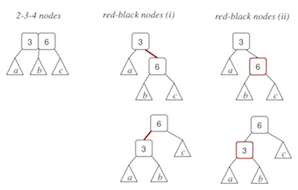 2-3-4 nodes red-black nodes (i) red-black nodes (ii)
3 6 3 3
6 6
a b c a a
b c b c
6 6
3 3
c c
a b a b